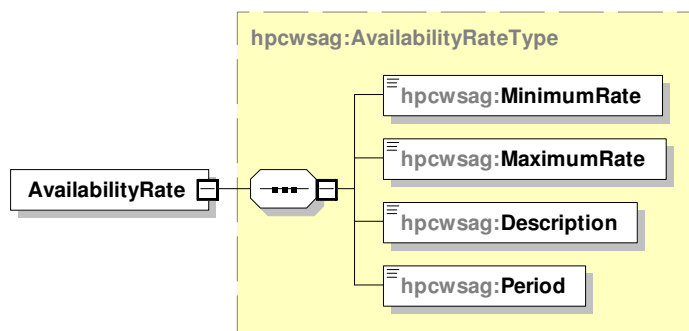 hpcwsag:AvailabilityRateType
hpcwsag:MinimumRate
hpcwsag:MaximumRate
AvailabilityRate
hpcwsag:Description
hpcwsag:Period